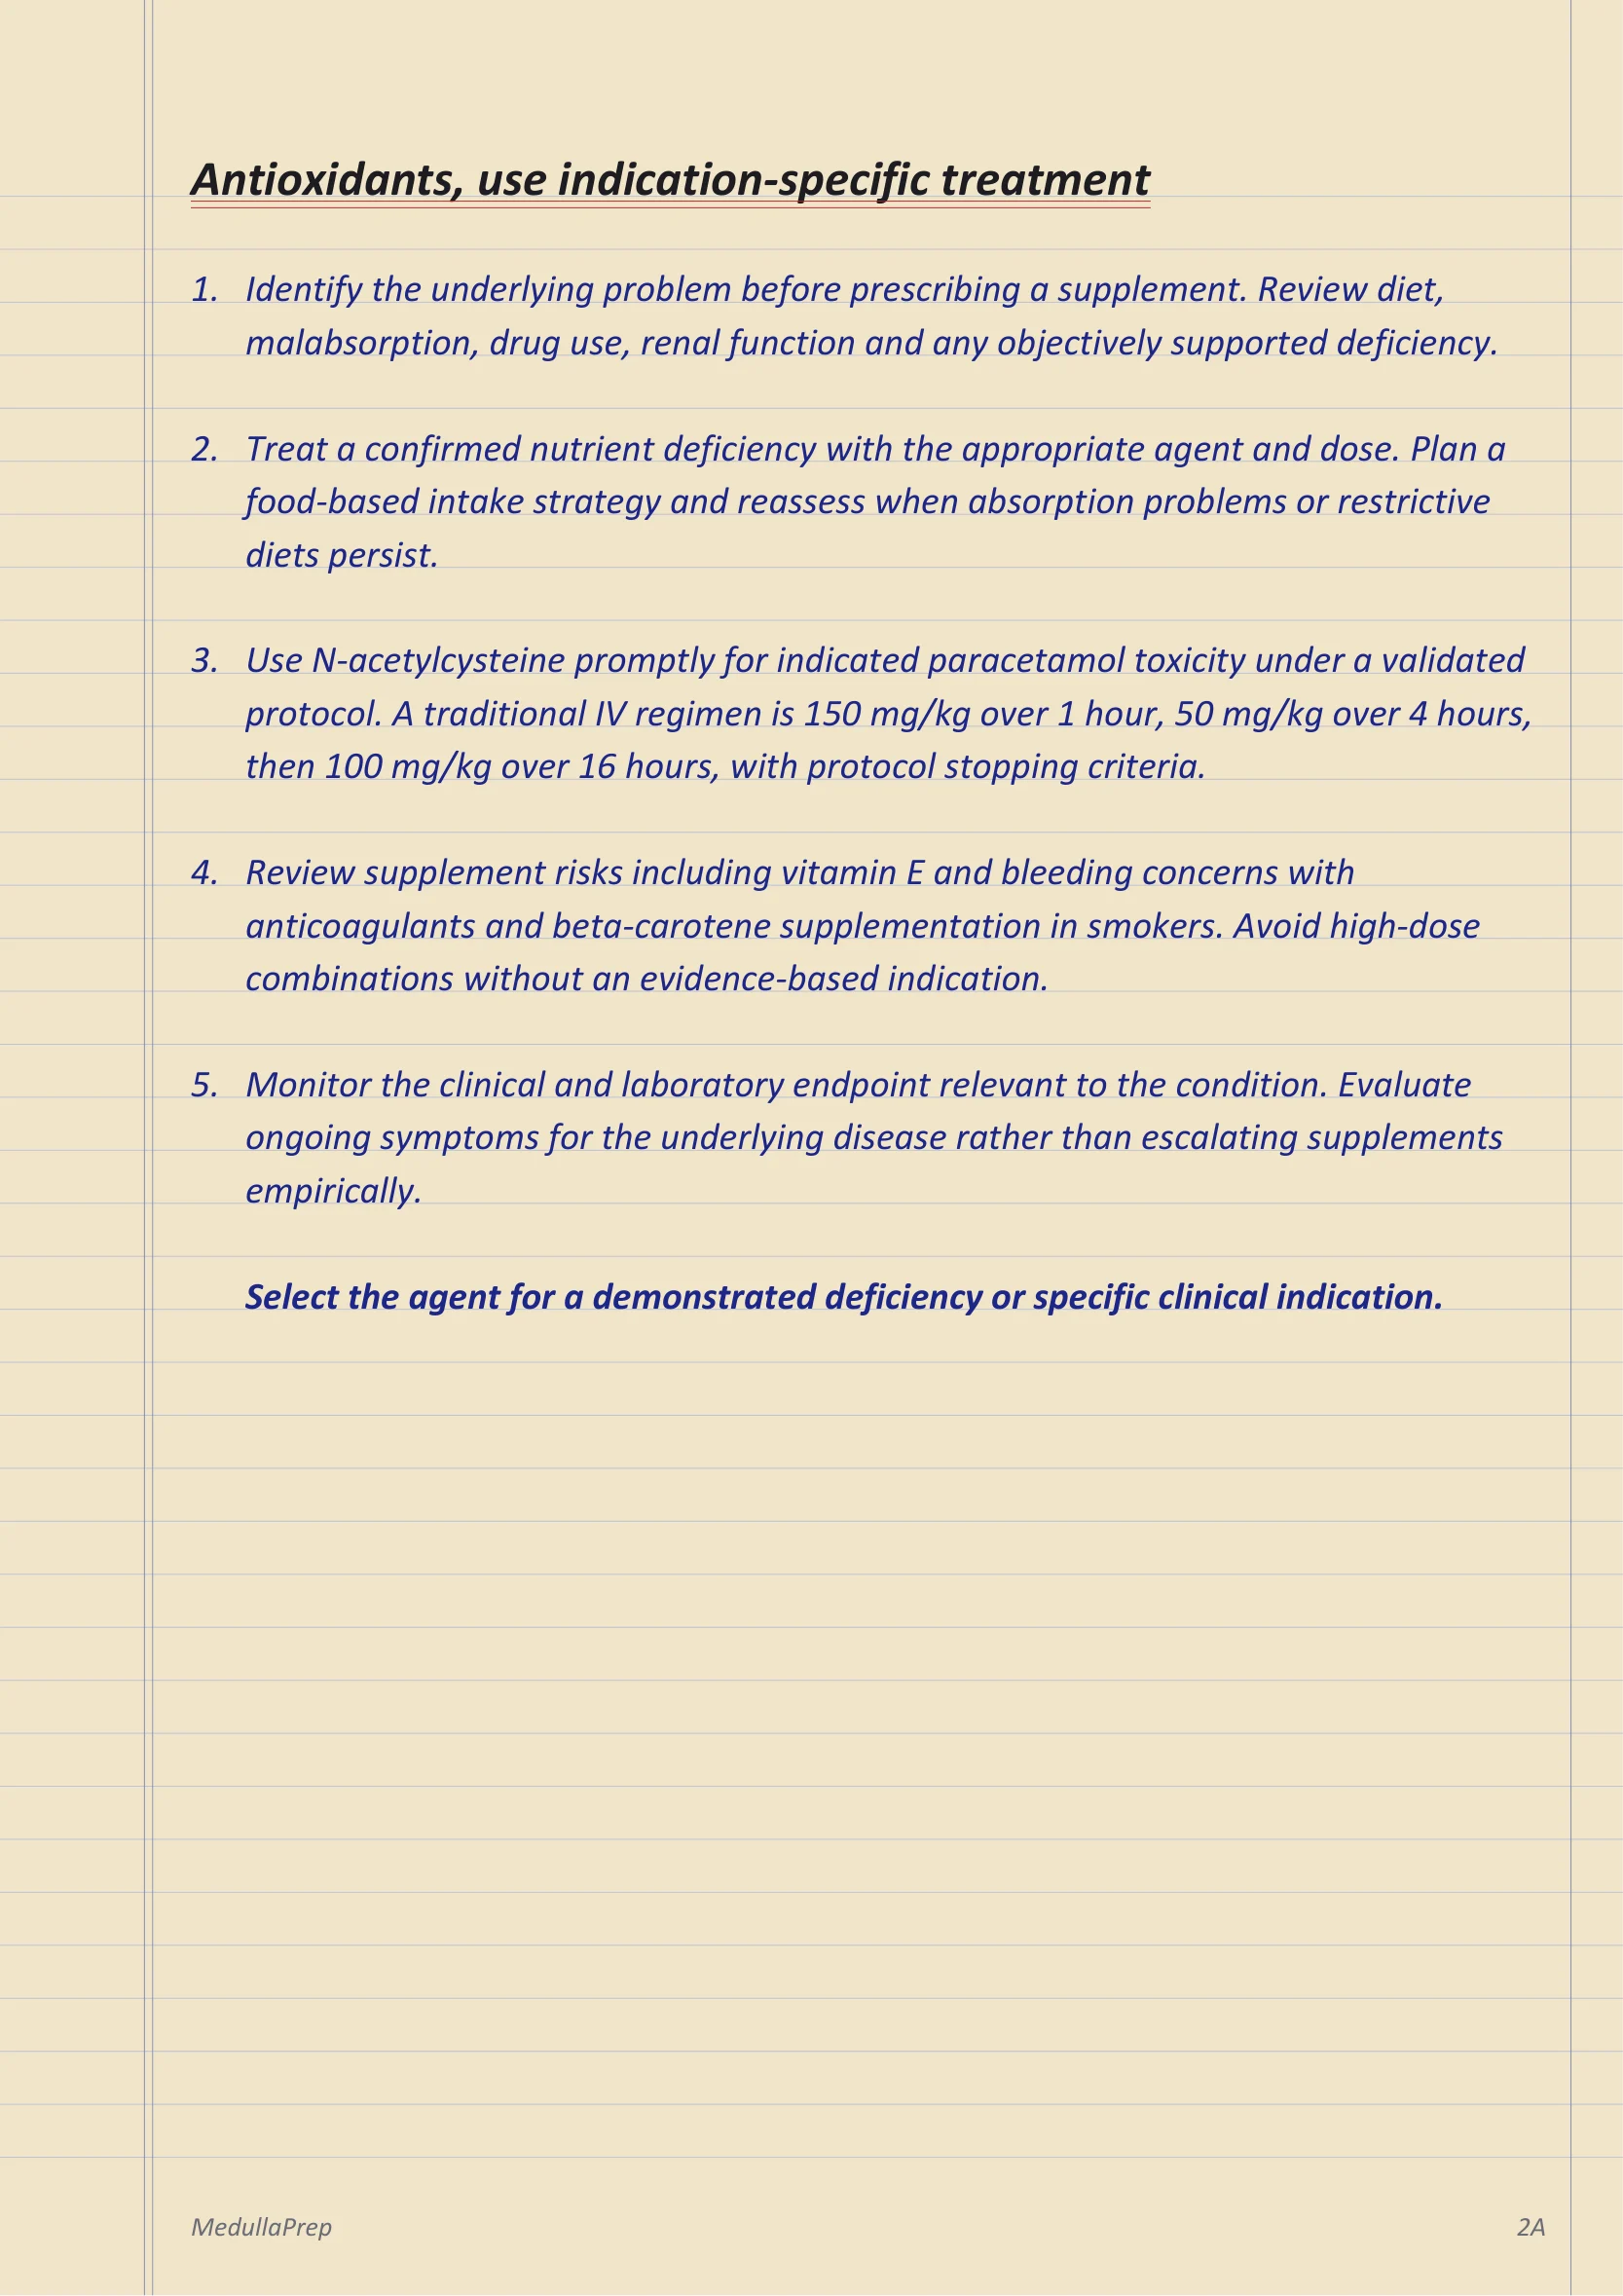 Antioxidants, use indication-specific treatment
1. Identify the underlying problem before prescribing a supplement. Review diet,
malabsorption, drug use, renal function and any objectively supported deficiency.
2. Treat a confirmed nutrient deficiency with the appropriate agent and dose. Plan a
food-based intake strategy and reassess when absorption problems or restrictive
diets persist.
3. Use N-acetylcysteine promptly for indicated paracetamol toxicity under a validated
protocol. A traditional IV regimen is 150 mg/kg over 1 hour, 50 mg/kg over 4 hours,
then 100 mg/kg over 16 hours, with protocol stopping criteria.
4. Review supplement risks including vitamin E and bleeding concerns with
anticoagulants and beta-carotene supplementation in smokers. Avoid high-dose
combinations without an evidence-based indication.
5. Monitor the clinical and laboratory endpoint relevant to the condition. Evaluate
ongoing symptoms for the underlying disease rather than escalating supplements
empirically.
Select the agent for a demonstrated deficiency or specific clinical indication.
MedullaPrep
2A